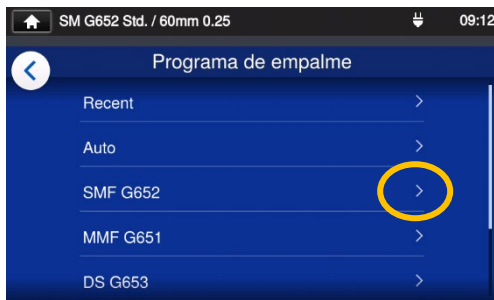 SM G652 Std. / 60mm 0.25 09:12
Programa de empalme
Recent
Auto
SMF G652
MMF G651
DS G653